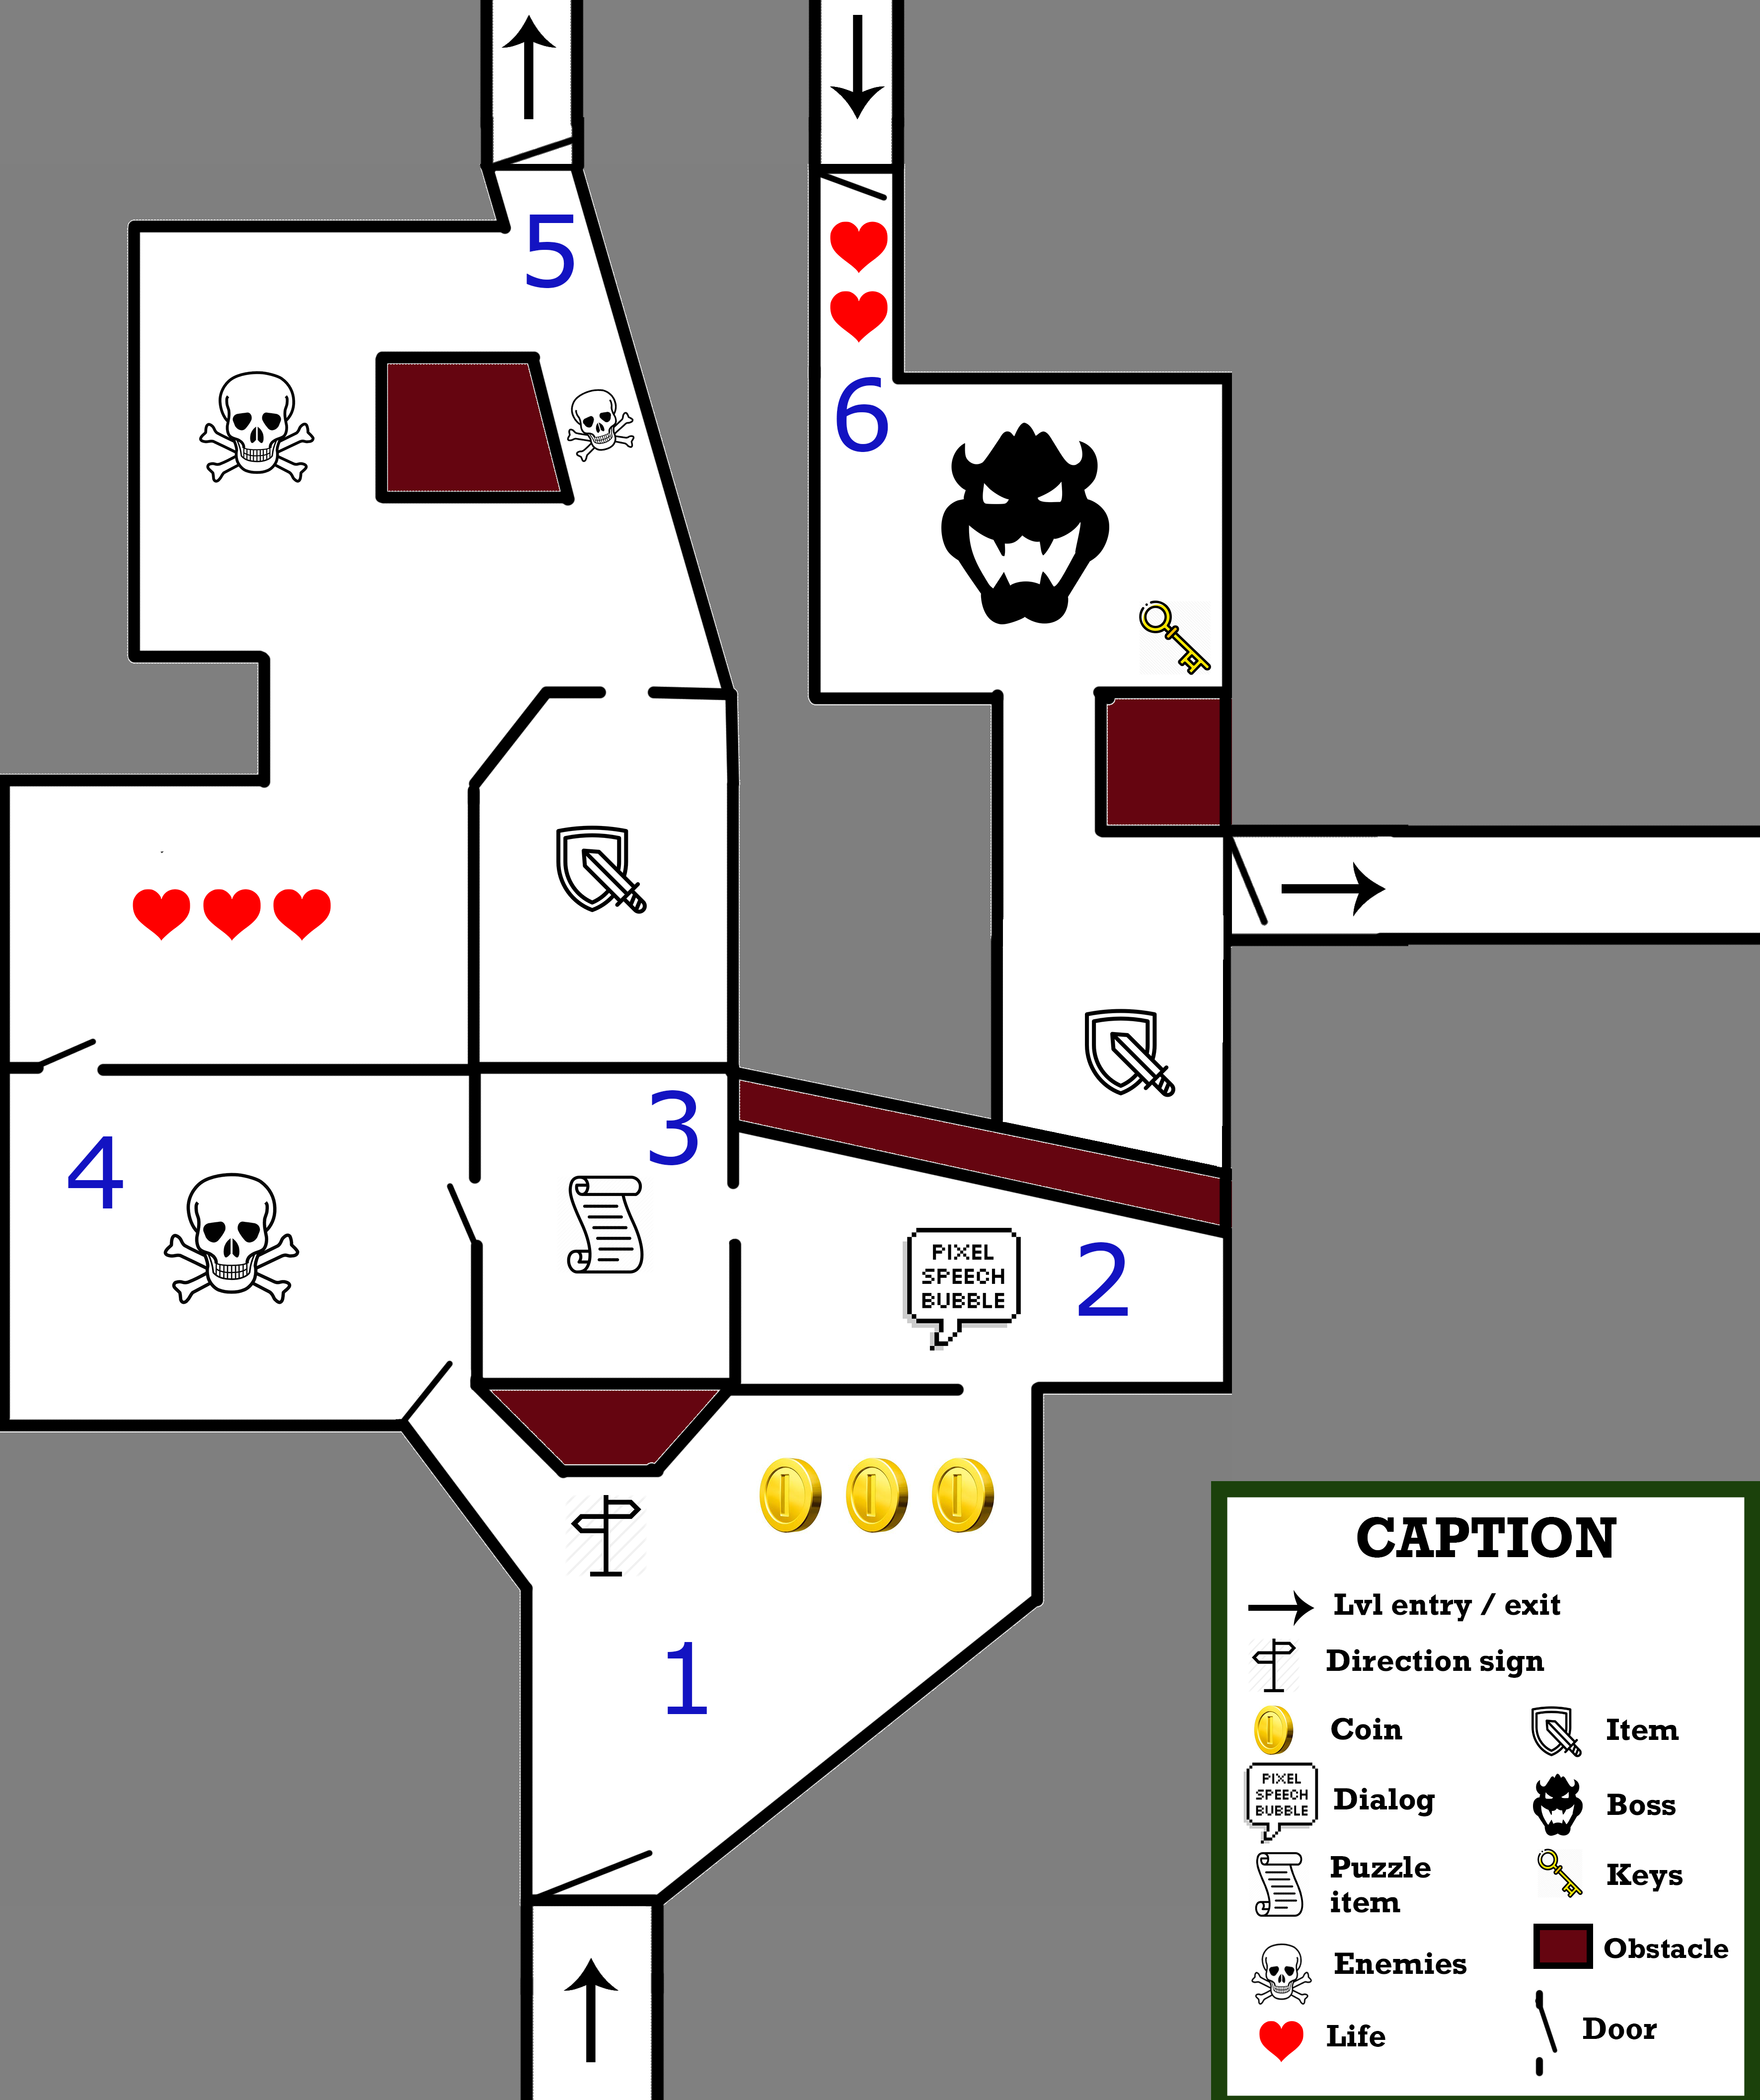 5
6
3
4
PIXEL
SPEECH
BUBBLE
2
1
CAPTION
Lvl entry / exit
Direction sign
Coin
Item
PIXEL
SPEECH
BUBBLE
Dialog
Boss
Puzzle
item
Keys
Enemies
Obstacle
Life
Door